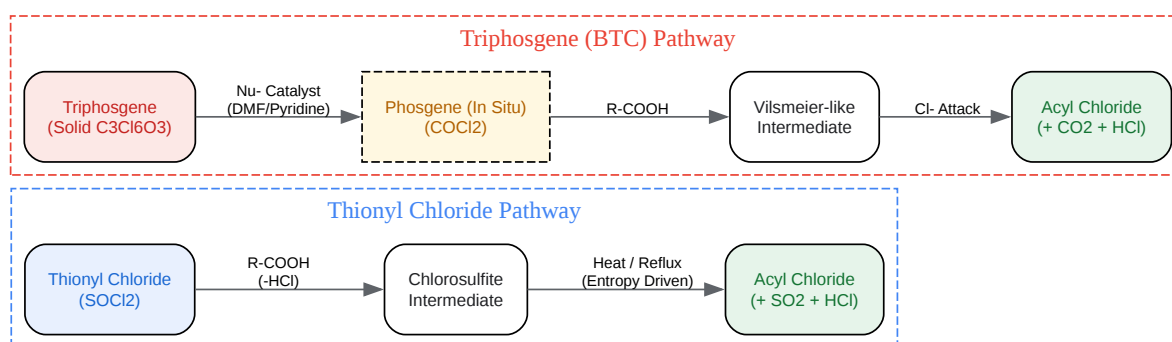 Triphosgene (BTC) Pathway
Triphosgene
(Solid C3Cl6O3)
Nu- Catalyst
(DMF/Pyridine)
Phosgene (In Situ)
(COCl2)
R-COOH
Vilsmeier-like
Intermediate
Cl- Attack
Acyl Chloride
(+ CO2 + HCl)
Thionyl Chloride Pathway
Thionyl Chloride
(SOCl2)
R-COOH
(-HCl)
Chlorosulfite
Intermediate
Heat / Reflux
(Entropy Driven)
Acyl Chloride
(+ SO2 + HCl)